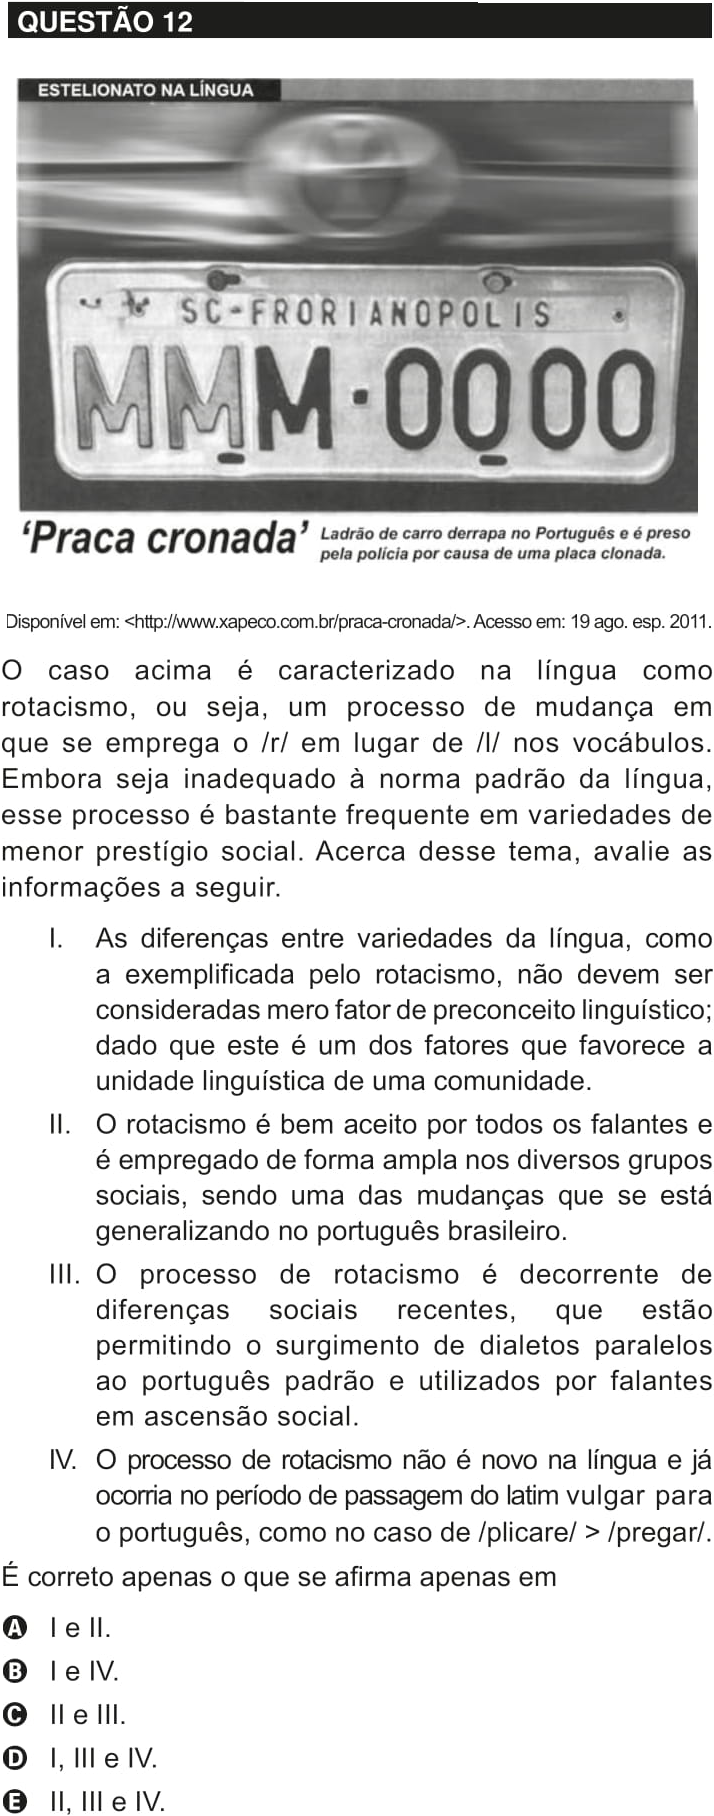 QUESTÃO 12
ESTELIONATO NA LÍNGUA
SC-FRORIANOPOLIS
MMM·0000
‘Praca cronada’
Ladrão de carro derrapa no Português e é preso
pela polícia por causa de uma placa clonada.
Disponível em: <http://www.xapeco.com.br/praca-cronada/>. Acesso em: 19 ago. esp. 2011.
O caso acima é caracterizado na língua como
rotacismo, ou seja, um processo de mudança em
que se emprega o /r/ em lugar de /l/ nos vocábulos.
Embora seja inadequado à norma padrão da língua,
esse processo é bastante frequente em variedades de
menor prestígio social. Acerca desse tema, avalie as
informações a seguir.
I. As diferenças entre variedades da língua, como
a exemplificada pelo rotacismo, não devem ser
consideradas mero fator de preconceito linguístico;
dado que este é um dos fatores que favorece a
unidade linguística de uma comunidade.
II. O rotacismo é bem aceito por todos os falantes e
é empregado de forma ampla nos diversos grupos
sociais, sendo uma das mudanças que se está
generalizando no português brasileiro.
III. O processo de rotacismo é decorrente de
diferenças sociais recentes, que estão
permitindo o surgimento de dialetos paralelos
ao português padrão e utilizados por falantes
em ascensão social.
IV. O processo de rotacismo não é novo na língua e já
ocorria no período de passagem do latim vulgar para
o português, como no caso de /plicare/ > /pregar/.
É correto apenas o que se afirma apenas em
A I e II.
B I e IV.
C II e III.
D I, III e IV.
E II, III e IV.